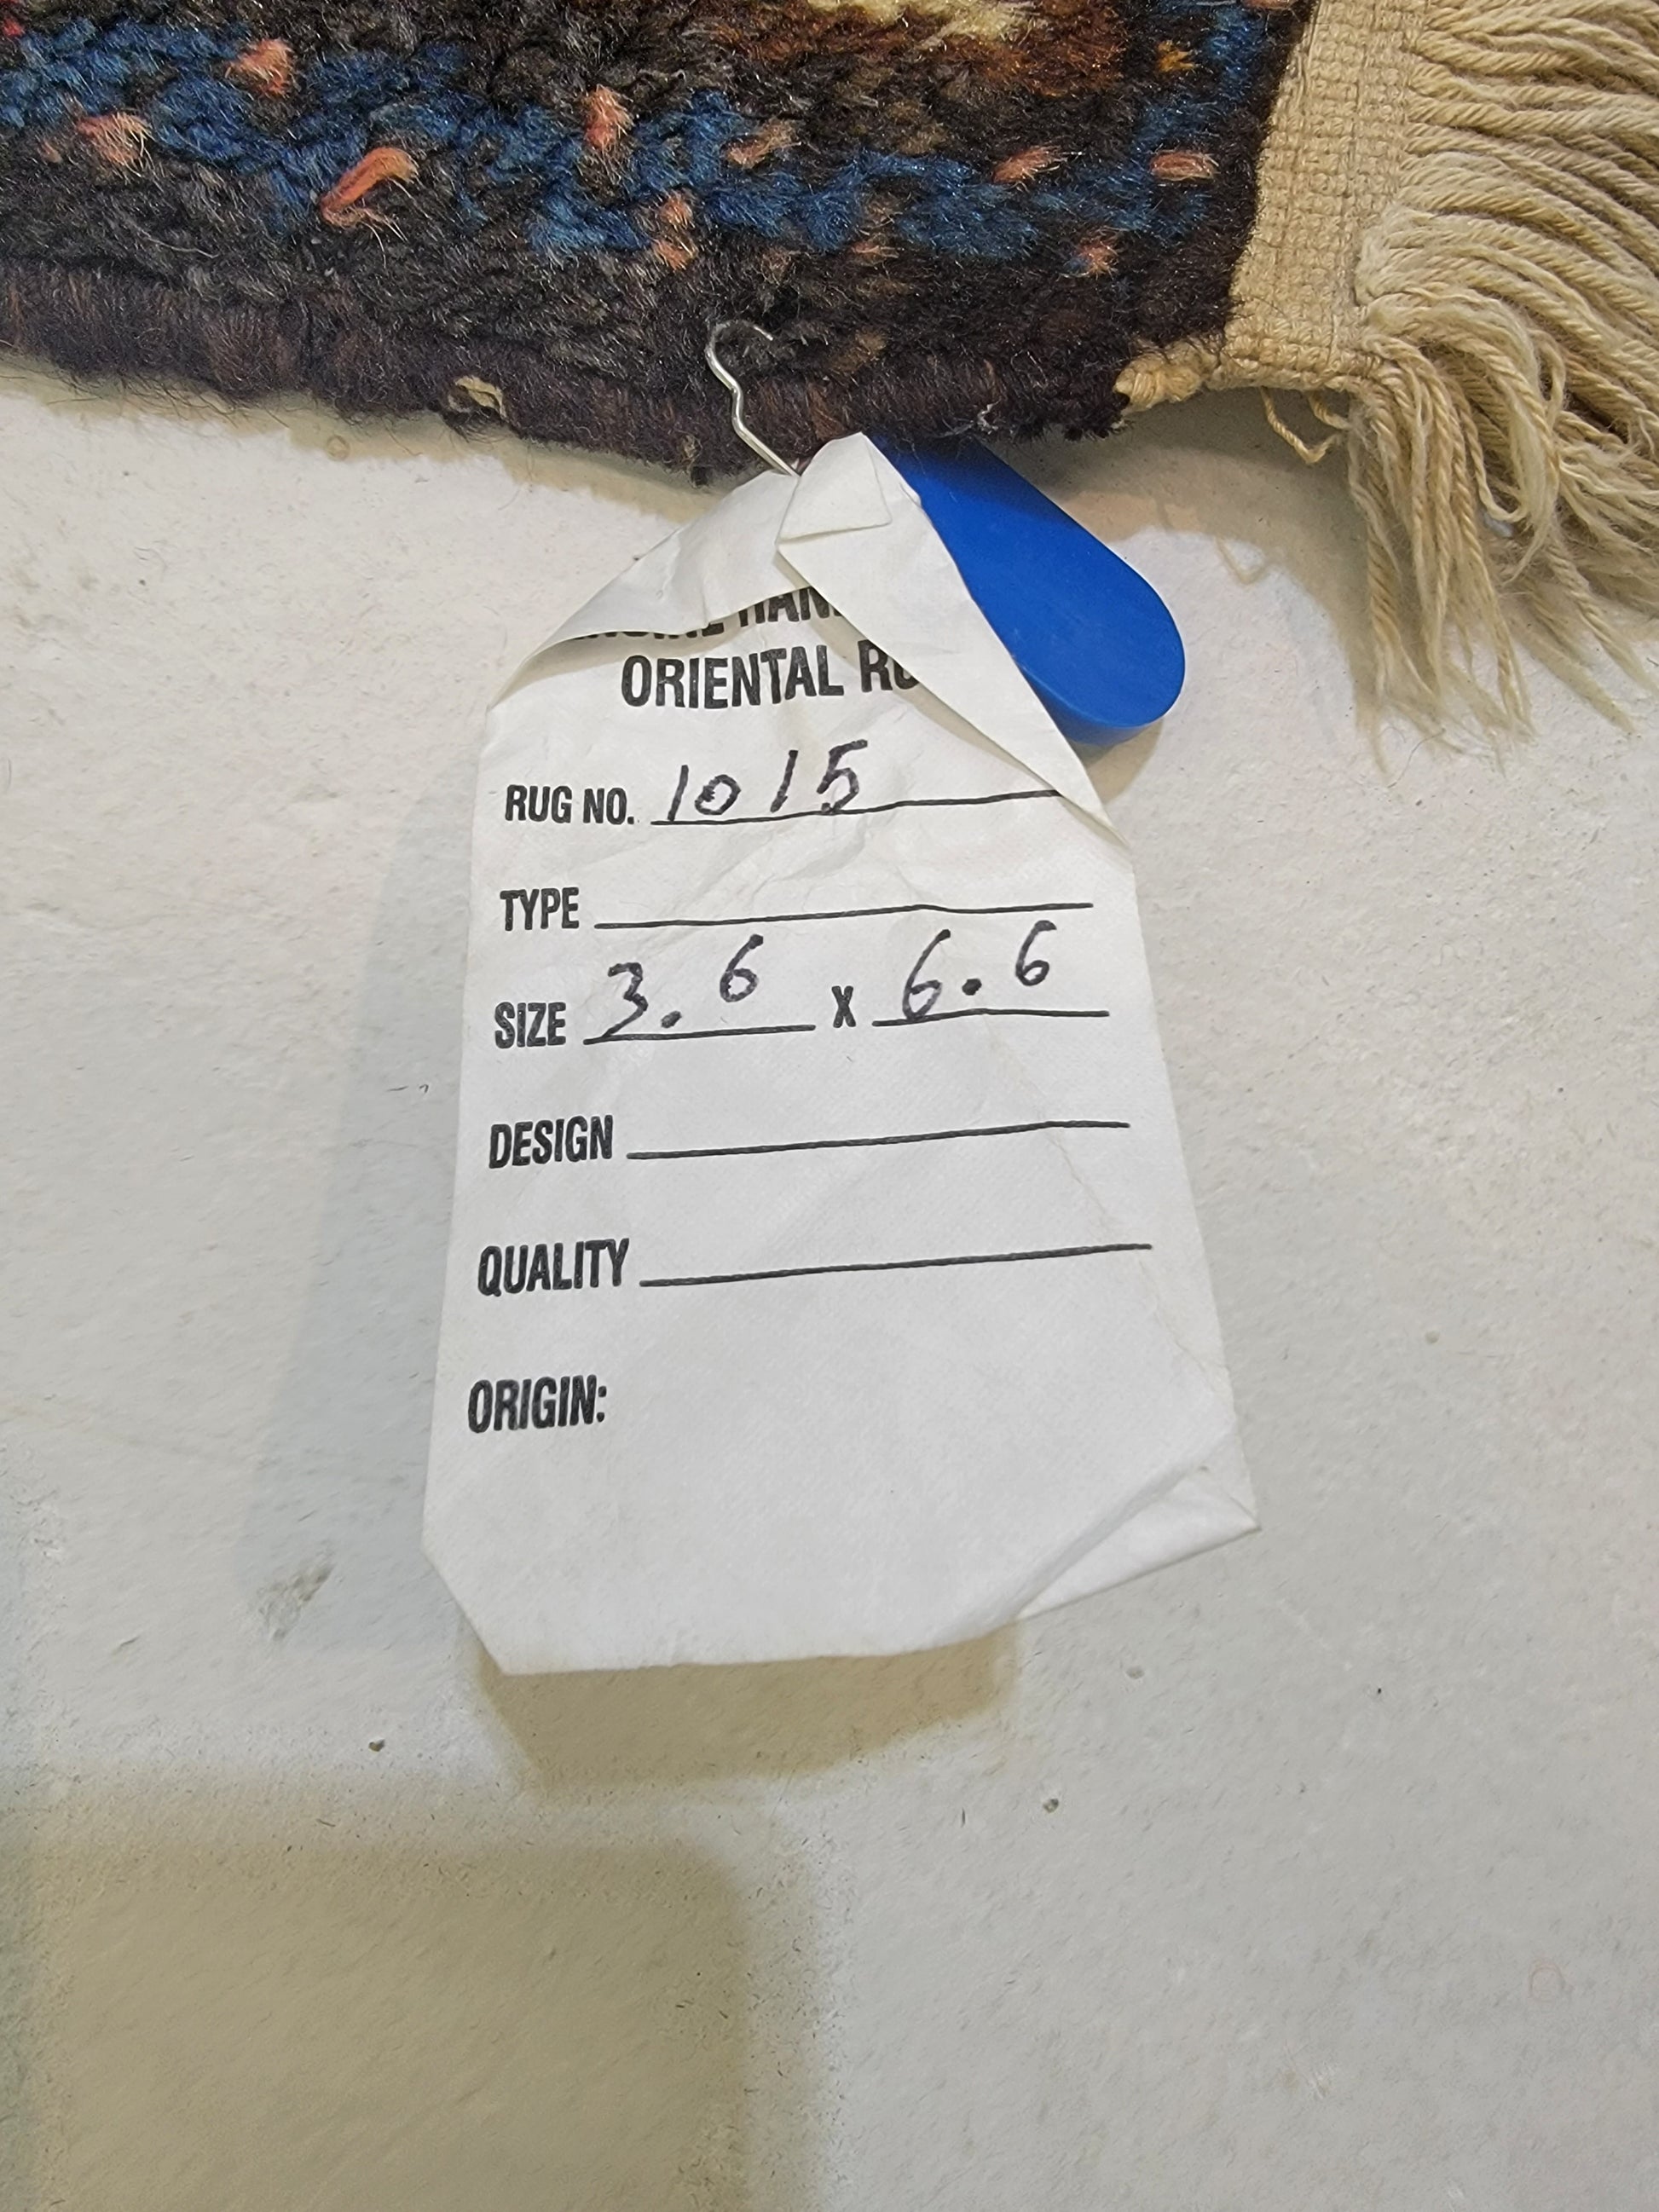 ORIENTAL
RUG NO. 1015
TYPE
SIZE 3.6 X 6.6
DESIGN
QUALITY
ORIGIN: